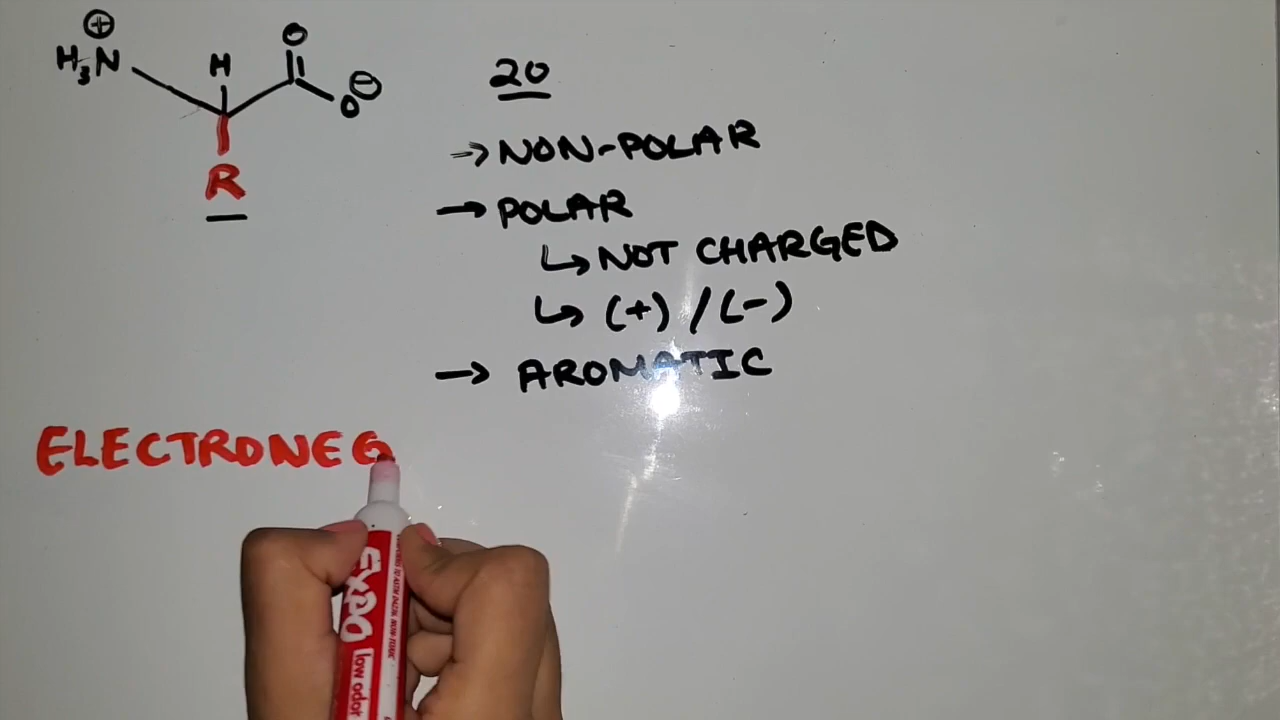 ⊕
H₃N
H
O
O⊖
R
20
→ NON-POLAR
→ POLAR
↳ NOT CHARGED
↳ (+) / (-)
→ AROMATIC
ELECTRONEG
EXPO
low odor